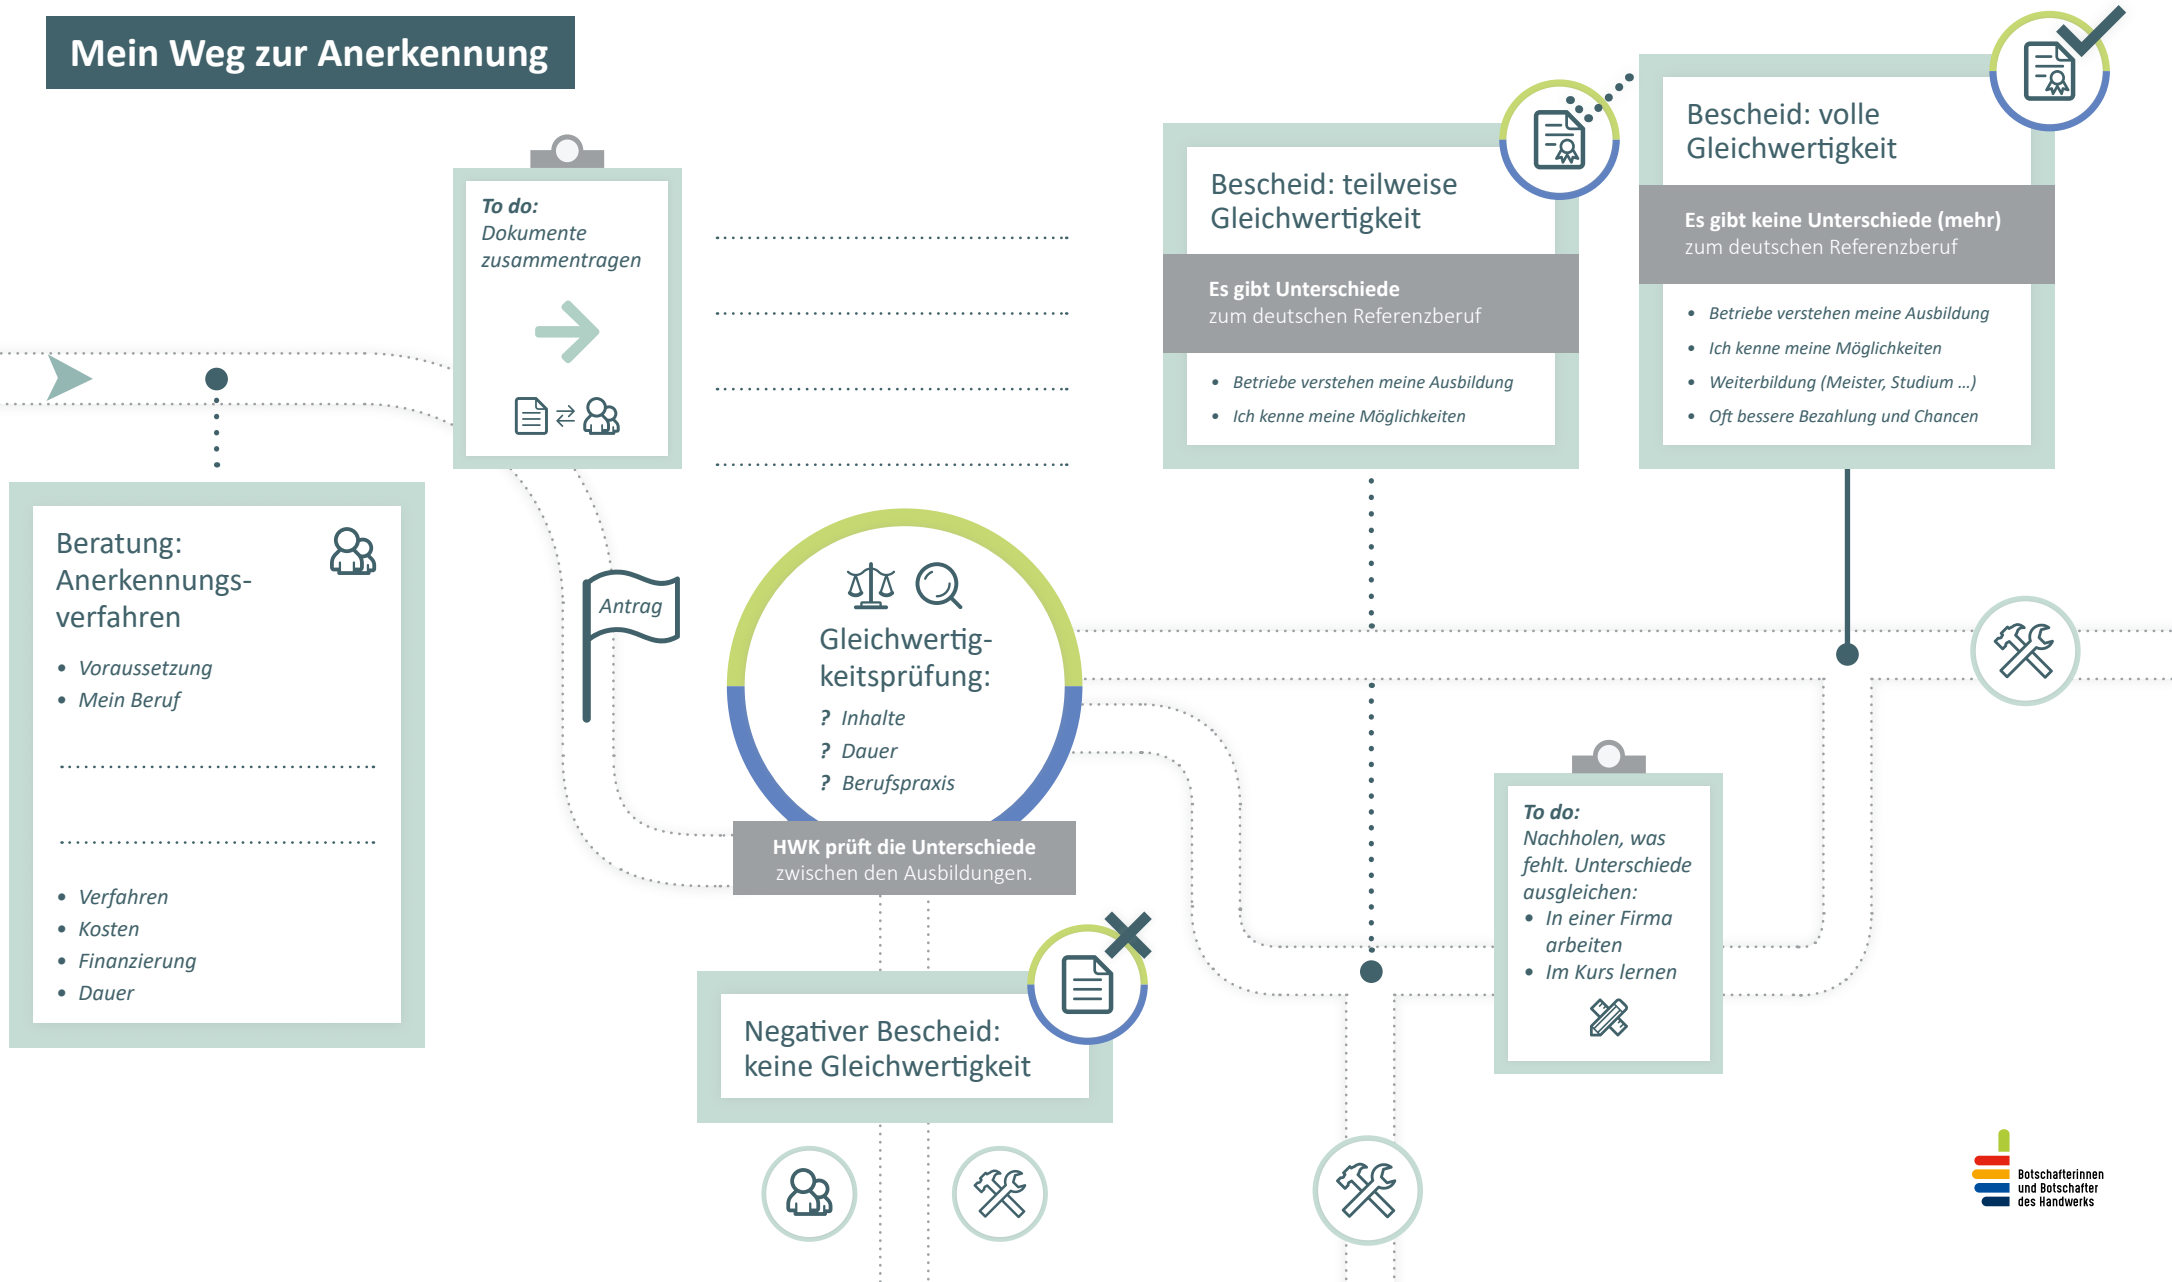 Mein Weg zur Anerkennung
To do:
Dokumente
zusammentragen
Beratung:
Anerkennungs-
verfahren
• Voraussetzung
• Mein Beruf
• Verfahren
• Kosten
• Finanzierung
• Dauer
Antrag
Gleichwertig-
keitsprüfung:
? Inhalte
? Dauer
? Berufspraxis
HWK prüft die Unterschiede
zwischen den Ausbildungen.
Negativer Bescheid:
keine Gleichwertigkeit
Bescheid: teilweise
Gleichwertigkeit
Es gibt Unterschiede
zum deutschen Referenzberuf
• Betriebe verstehen meine Ausbildung
• Ich kenne meine Möglichkeiten
Bescheid: volle
Gleichwertigkeit
Es gibt keine Unterschiede (mehr)
zum deutschen Referenzberuf
• Betriebe verstehen meine Ausbildung
• Ich kenne meine Möglichkeiten
• Weiterbildung (Meister, Studium ...)
• Oft bessere Bezahlung und Chancen
To do:
Nachholen, was
fehlt. Unterschiede
ausgleichen:
• In einer Firma
arbeiten
• Im Kurs lernen
Botschafterinnen
und Botschafter
des Handwerks